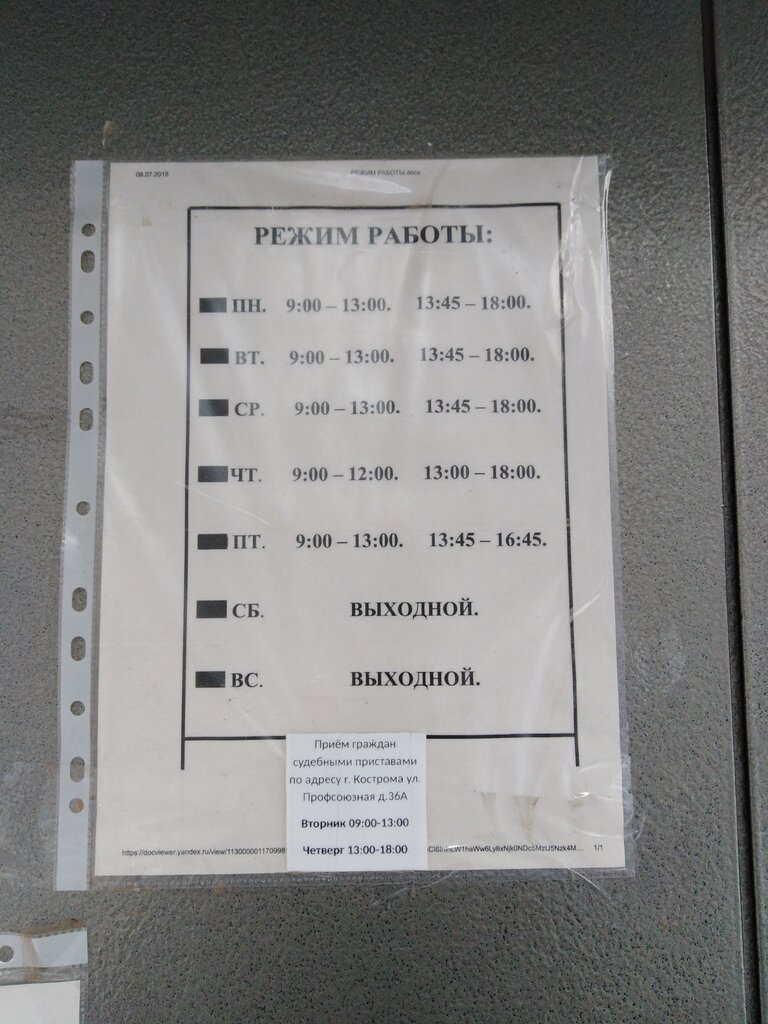 08.07.2019 РЕЖИМ РАБОТЫ.docx
РЕЖИМ РАБОТЫ:
ПН. 9:00 – 13:00. 13:45 – 18:00.
ВТ. 9:00 – 13:00. 13:45 – 18:00.
СР. 9:00 – 13:00. 13:45 – 18:00.
ЧТ. 9:00 – 12:00. 13:00 – 18:00.
ПТ. 9:00 – 13:00. 13:45 – 16:45.
СБ. ВЫХОДНОЙ.
ВС. ВЫХОДНОЙ.
Приём граждан
судебными приставами
по адресу г. Кострома ул.
Профсоюзная д.36А
Вторник 09:00-13:00
Четверг 13:00-18:00
1/1